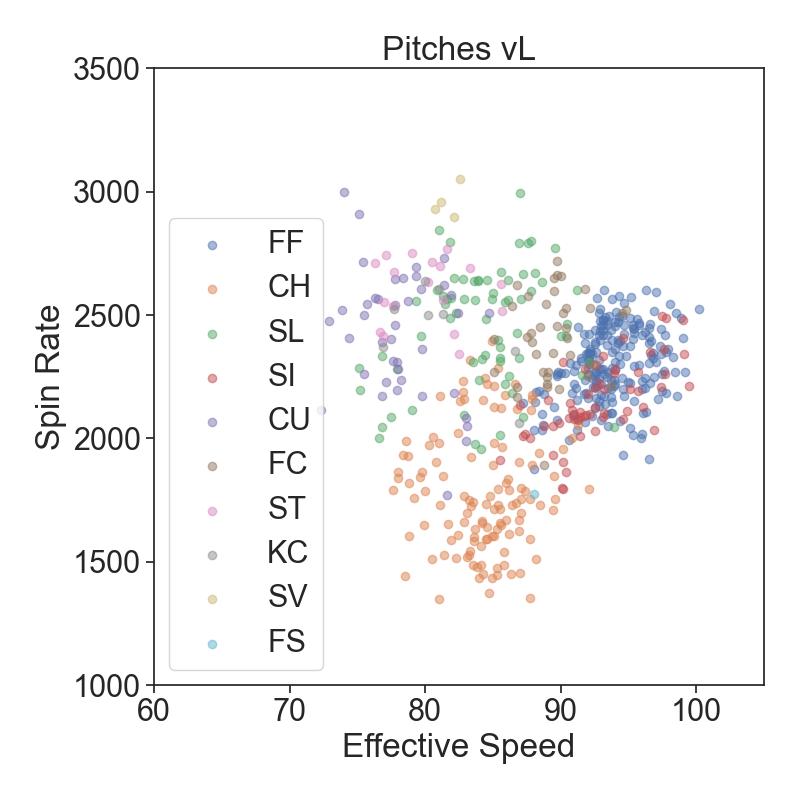 Pitches vL
3500
3000
2500
2000
1500
1000
Spin Rate
FF
CH
SL
SI
CU
FC
ST
KC
SV
FS
60 70 80 90 100
Effective Speed